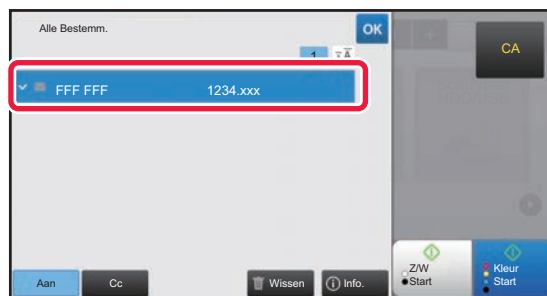 Alle Bestemm.
OK
1
CA
FFF FFF 1234.xxx
Aan
Cc
Wissen
Info.
Z/W
Start
Kleur
Start